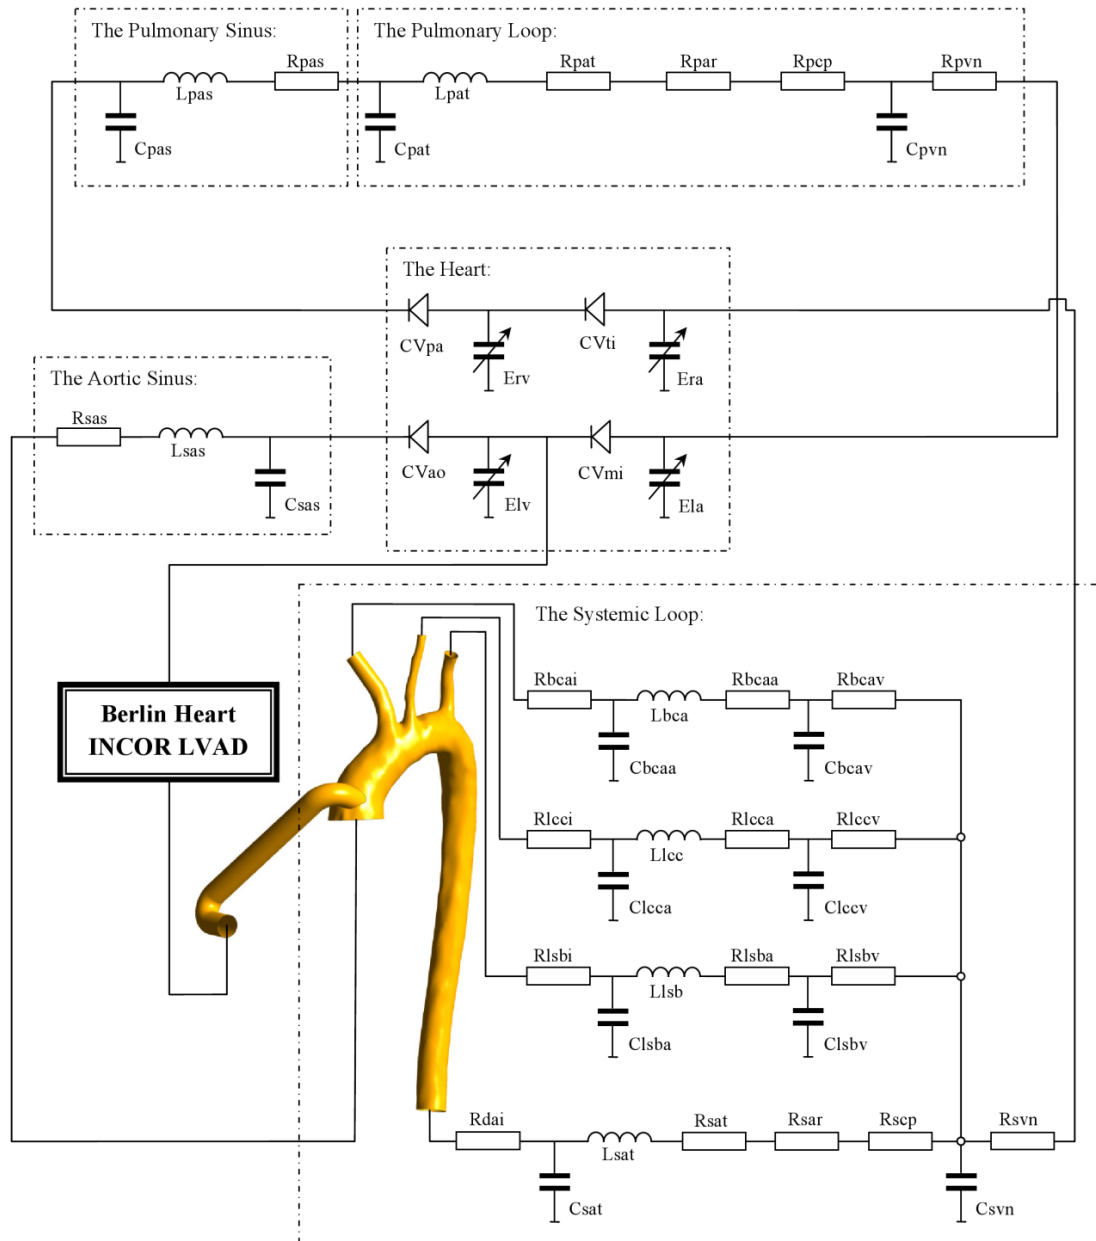 The Pulmonary Sinus:
The Pulmonary Loop:
Rpas
Rpat
Rpar
Rpcp
Rpvn
Lpas
Lpat
Cpas
Cpat
Cpvn
The Heart:
CVpa
CVti
Erv
Era
The Aortic Sinus:
Rsas
Lsas
CVao
CVmi
Csas
Elv
Ela
The Systemic Loop:
Berlin Heart
INCOR LVAD
Rbcai
Rbcaa
Rbcav
Lbca
Cbcaa
Cbcav
Rlcci
Rlcca
Rlccv
Llcc
Clcca
Clccv
Rlsbi
Rlsba
Rlsbv
Llsb
Clsba
Clsbv
Rdai
Rsat
Rsar
Rscp
Rsvn
Lsat
Csat
Csvn